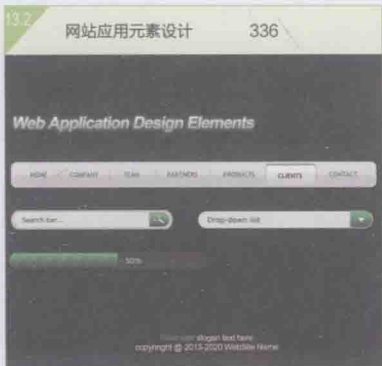 13.2
网站应用元素设计 336
Web Application Design Elements
HOME COMPANY TEAM PARTNERS PRODUCTS CLIENTS CONTACT
Search bar...
Drop-down list
50%
slogan text here
copyright @ 2013-2020 WebSite Name